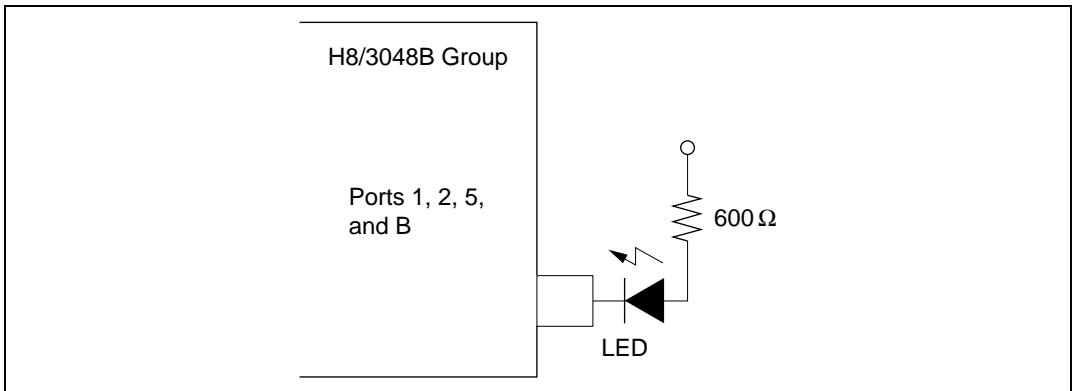 H8/3048B Group
Ports 1, 2, 5,
and B
600 Ω
LED